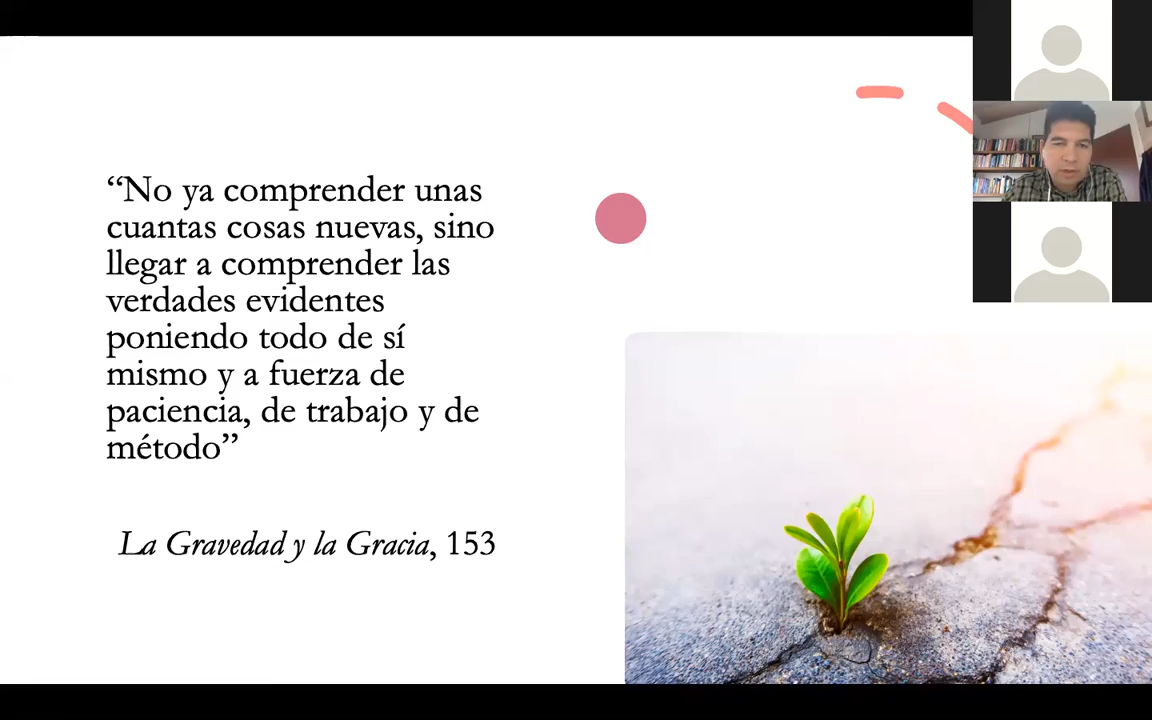 “No ya comprender unas
cuantas cosas nuevas, sino
llegar a comprender las
verdades evidentes
poniendo todo de sí
mismo y a fuerza de
paciencia, de trabajo y de
método”
La Gravedad y la Gracia, 153